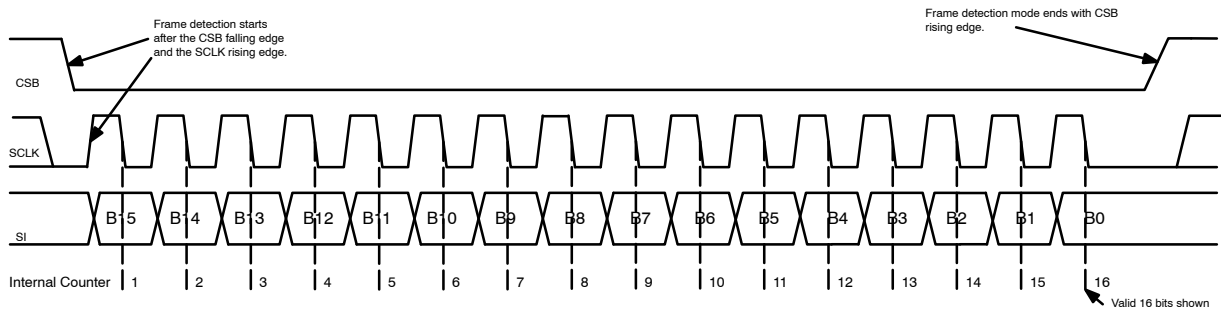 Frame detection starts
after the CSB falling edge
and the SCLK rising edge.
Frame detection mode ends with CSB
rising edge.
CSB
SCLK
SI
B15 B14 B13 B12 B11 B10 B9 B8 B7 B6 B5 B4 B3 B2 B1 B0
Internal Counter 1 2 3 4 5 6 7 8 9 10 11 12 13 14 15 16
Valid 16 bits shown